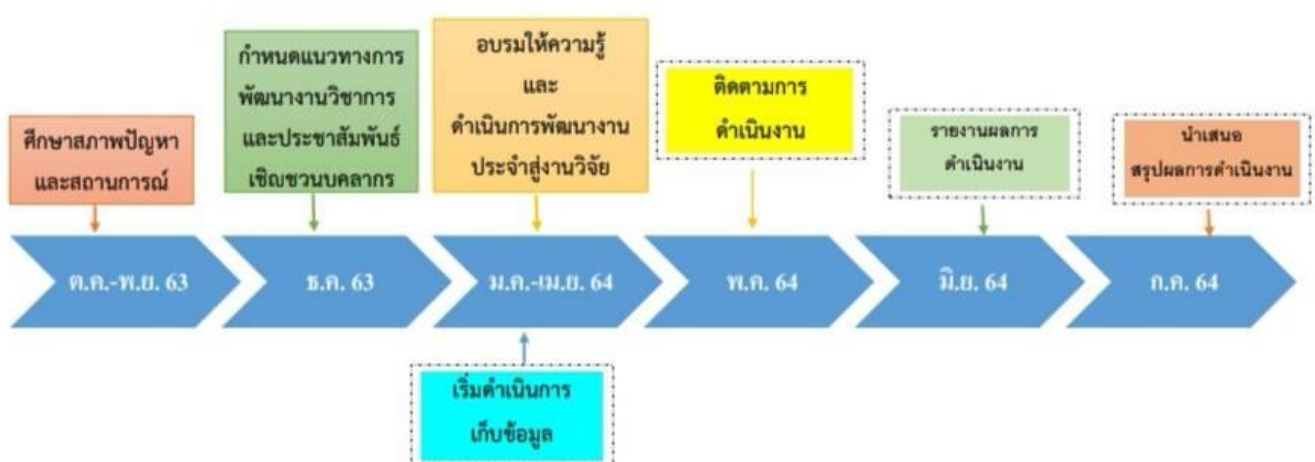 ศึกษาสภาพปัญหา
และสถานการณ์
กำหนดแนวทางการ
พัฒนางานวิชาการ
และประชาสัมพันธ์
เชิญชวนบุคลากร
อบรมให้ความรู้
และ
ดำเนินการพัฒนางาน
ประจำสู่งานวิจัย
ติดตามการ
ดำเนินงาน
รายงานผลการ
ดำเนินงาน
นำเสนอ
สรุปผลการดำเนินงาน
ต.ค.-พ.ย. 63
ธ.ค. 63
ม.ค.-เม.ย. 64
พ.ค. 64
มิ.ย. 64
ก.ค. 64
เริ่มดำเนินการ
เก็บข้อมูล